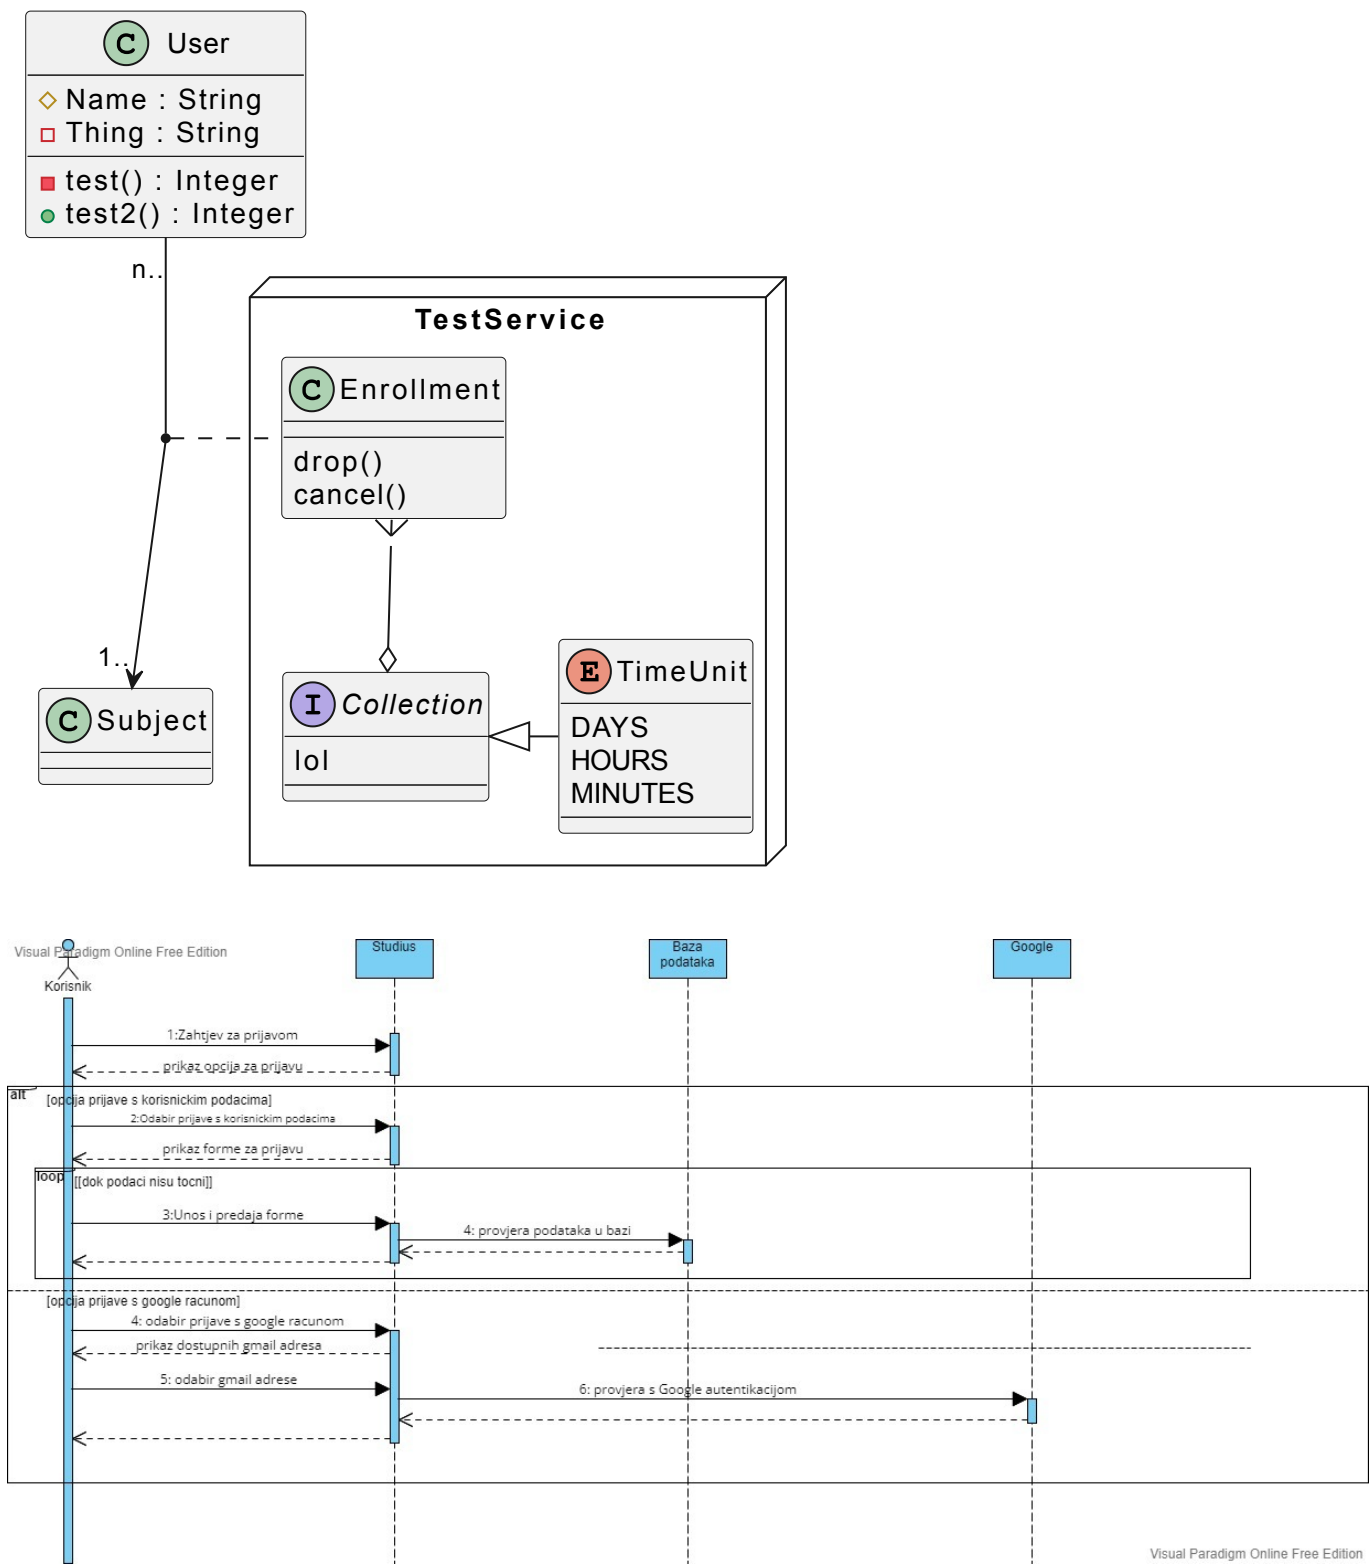 C User
Name : String
Thing : String
test() : Integer
test2() : Integer
n..
TestService
C Enrollment
drop()
cancel()
1..
C Subject
I Collection
lol
E TimeUnit
DAYS
HOURS
MINUTES
Visual Paradigm Online Free Edition
Korisnik
Studius
Baza
podataka
Google
1:Zahtjev za prijavom
prikaz opcija za prijavu
alt
[opcija prijave s korisnickim podacima]
2:Odabir prijave s korisnickim podacima
prikaz forme za prijavu
loop
[[dok podaci nisu tocni]]
3:Unos i predaja forme
4: provjera podataka u bazi
[opcija prijave s google racunom]
4: odabir prijave s google racunom
prikaz dostupnih gmail adresa
5: odabir gmail adrese
6: provjera s Google autentikacijom
Visual Paradigm Online Free Edition